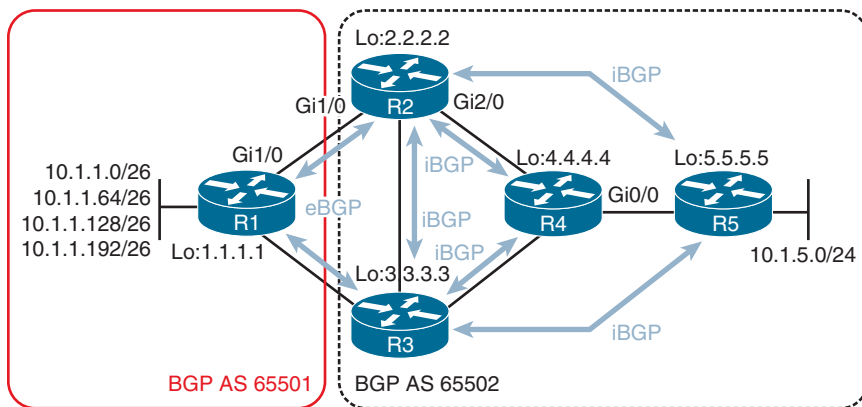 Lo:2.2.2.2
iBGP
Gi1/0
R2
Gi2/0
Gi1/0
iBGP
Lo:4.4.4.4
Lo:5.5.5.5
10.1.1.0/26
10.1.1.64/26
10.1.1.128/26
10.1.1.192/26
R1
eBGP
iBGP
R4
Gi0/0
R5
Lo:1.1.1.1
iBGP
10.1.5.0/24
Lo:3.3.3.3
R3
iBGP
BGP AS 65501
BGP AS 65502